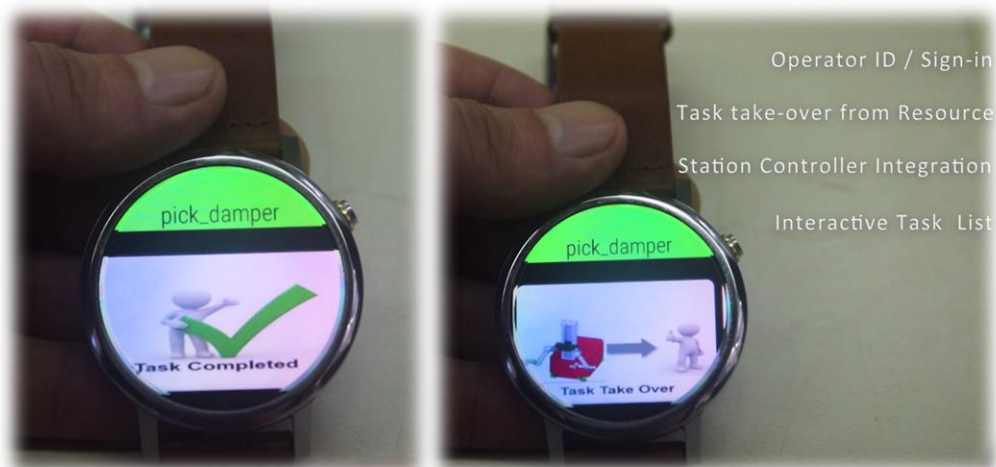 pick_damper
Task Completed
Operator ID / Sign-in
Task take-over from Resource
Station Controller Integration
Interactive Task List
pick_damper
Task Take Over